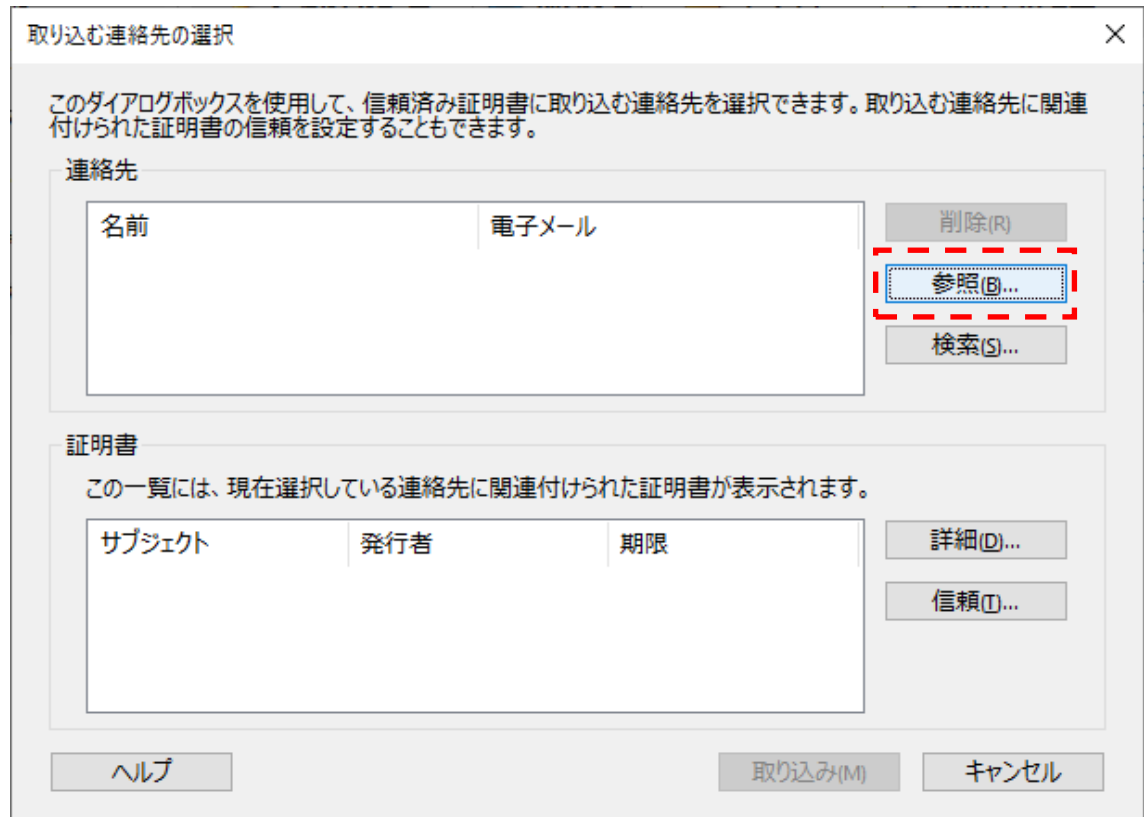 取り込む連絡先の選択
このダイアログボックスを使用して、信頼済み証明書に取り込む連絡先を選択できます。取り込む連絡先に関連
付けられた証明書の信頼を設定することもできます。
連絡先
名前 電子メール
削除(R)
参照(B)...
検索(S)...
証明書
この一覧には、現在選択している連絡先に関連付けられた証明書が表示されます。
サブジェクト 発行者 期限
詳細(D)...
信頼(T)...
ヘルプ 取り込み(M) キャンセル